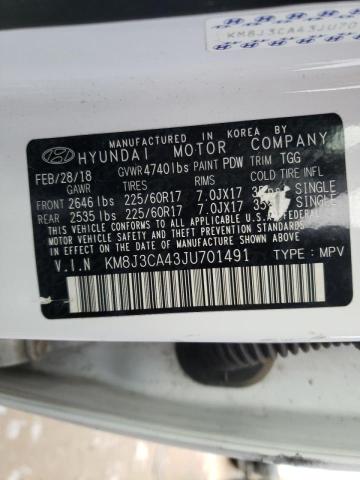 KM8J3CA43JU70
MANUFACTURED IN KOREA BY
HYUNDAI MOTOR COMPANY
FEB/28/18 GVWR 4740lbs PAINT PDW TRIM TGG
GAWR TIRES RIMS COLD TIRE INFL
FRONT 2646 lbs 225/60R17 7.0JX17 SINGLE
REAR 2535 lbs 225/60R17 7.0JX17 SINGLE
THIS VEHICLE CONFORMS TO ALL APPLICABLE U.S. FEDERAL MOTOR VEHICLE SAFETY BUMPER, AND THEFT PREVENTION STANDARDS IN EFFECT ON THE DATE OF MANUFACTURE SHOWN ABOVE.
V.I.N KM8J3CA43JU701491 TYPE : MPV